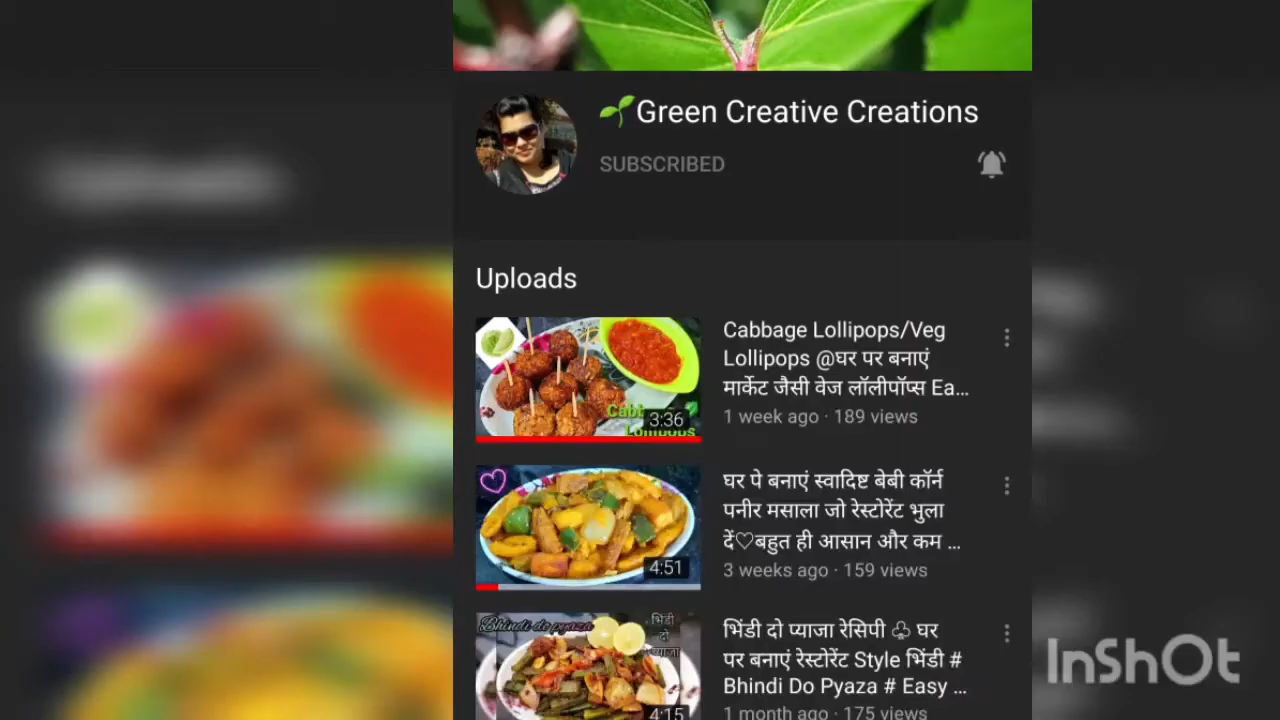 🌱Green Creative Creations
SUBSCRIBED
Uploads
Cabbage Lollipops/Veg
Lollipops @घर पर बनाएं
मार्केट जैसी वेज लॉलीपॉप्स Ea...
1 week ago · 189 views
Lollipops
3:36
घर पे बनाएं स्वादिष्ट बेबी कॉर्न
पनीर मसाला जो रेस्टोरेंट भुला
दें♡बहुत ही आसान और कम ...
3 weeks ago · 159 views
4:51
Bhindi do pyaza
भिंडी
दो
प्याजा
4:15
भिंडी दो प्याजा रेसिपी ♧ घर
पर बनाएं रेस्टोरेंट Style भिंडी #
Bhindi Do Pyaza # Easy ...
1 month ago · 175 views
InShOt